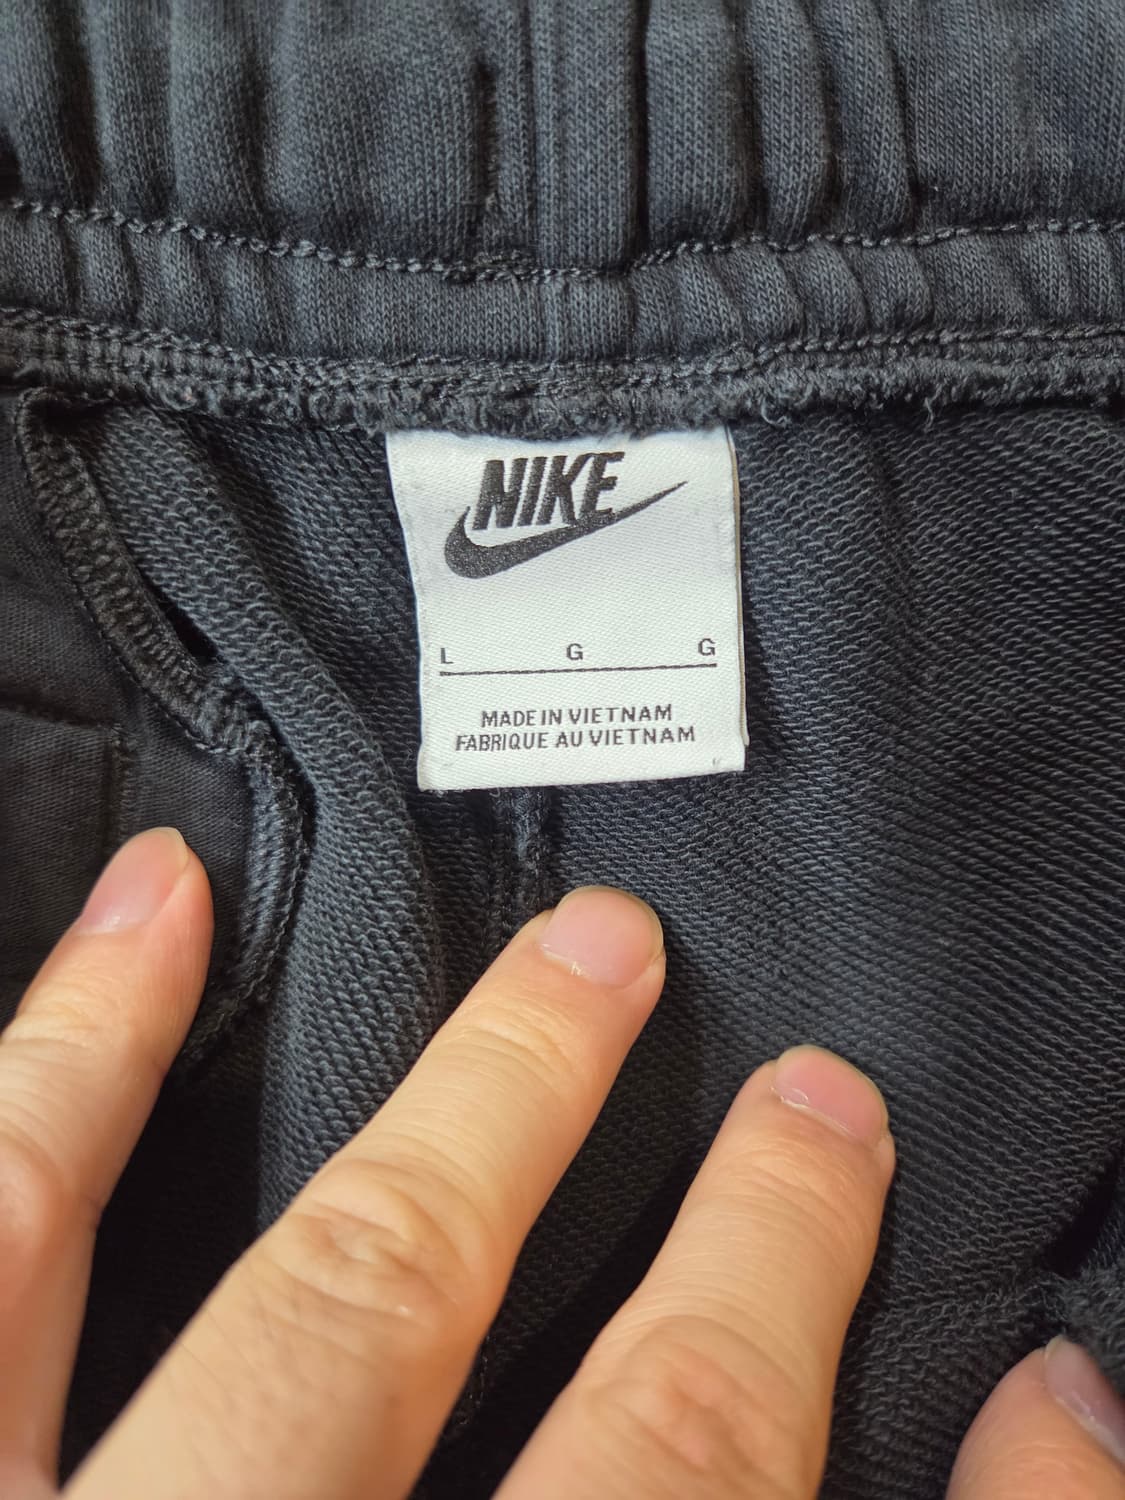 NIKE
L G G
MADE IN VIETNAM
FABRIQUE AU VIETNAM